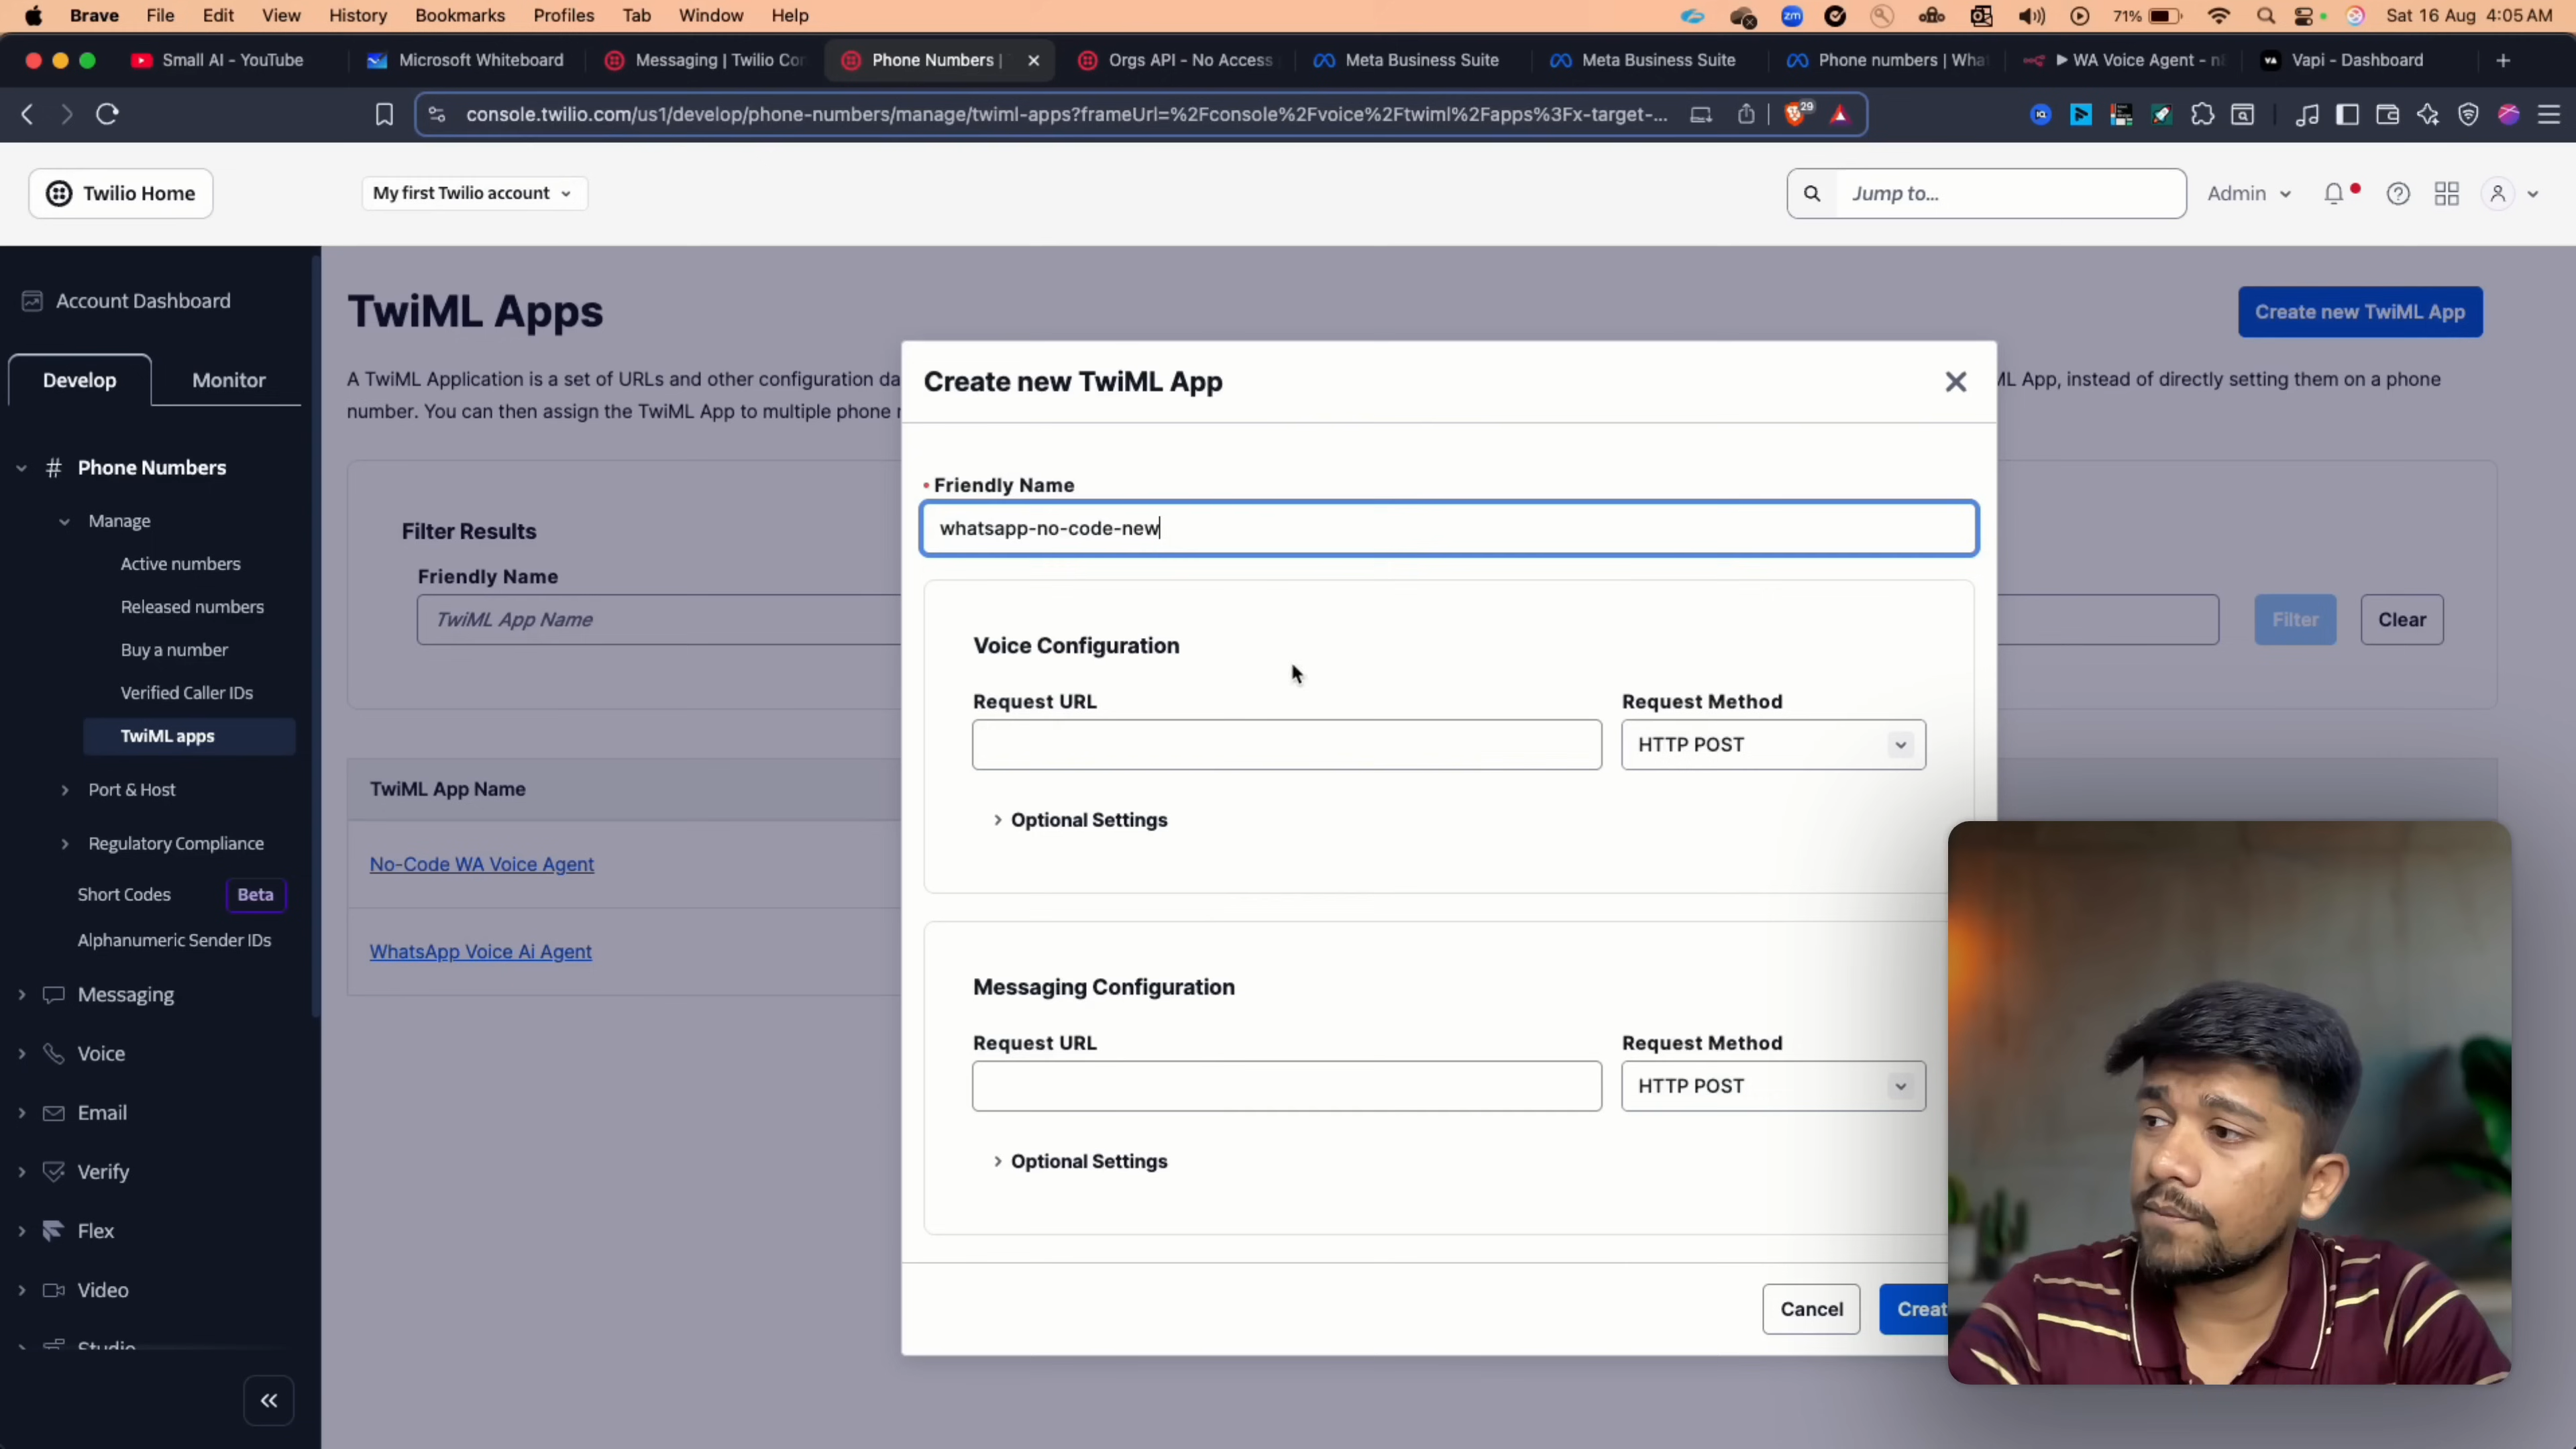 Brave File Edit View History Bookmarks Profiles Tab Window Help
zm 71% Sat 16 Aug 4:05 AM
Small AI - YouTube
Microsoft Whiteboard
Messaging | Twilio Con
Phone Numbers |
Orgs API - No Access
Meta Business Suite
Meta Business Suite
Phone numbers | Wha
WA Voice Agent - n8
Vapi - Dashboard
console.twilio.com/us1/develop/phone-numbers/manage/twiml-apps?frameUrl=%2Fconsole%2Fvoice%2Ftwiml%2Fapps%3Fx-target-...
29
Twilio Home
My first Twilio account
Jump to...
Admin
Account Dashboard
Develop
Monitor
Phone Numbers
Manage
Active numbers
Released numbers
Buy a number
Verified Caller IDs
TwiML apps
Port & Host
Regulatory Compliance
Short Codes
Beta
Alphanumeric Sender IDs
Messaging
Voice
Email
Verify
Flex
Video
Studio
TwiML Apps
Create new TwiML App
A TwiML Application is a set of URLs and other configuration da
ML App, instead of directly setting them on a phone
number. You can then assign the TwiML App to multiple phone
Filter Results
Friendly Name
TwiML App Name
Filter
Clear
TwiML App Name
No-Code WA Voice Agent
WhatsApp Voice Ai Agent
Create new TwiML App
• Friendly Name
whatsapp-no-code-new
Voice Configuration
Request URL
Request Method
HTTP POST
Optional Settings
Messaging Configuration
Request URL
Request Method
HTTP POST
Optional Settings
Cancel
Creat